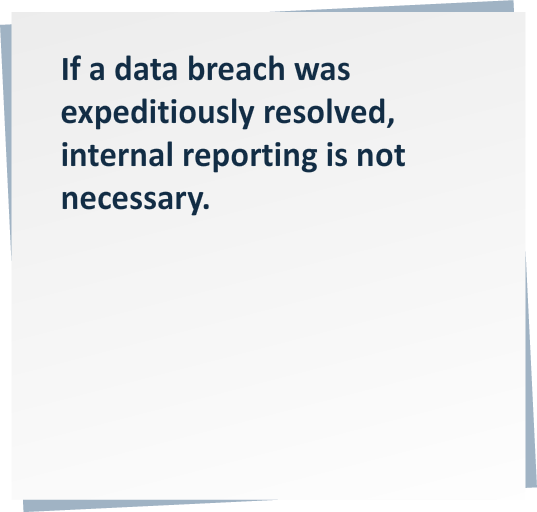 If a data breach was
expeditiously resolved,
internal reporting is not
necessary.